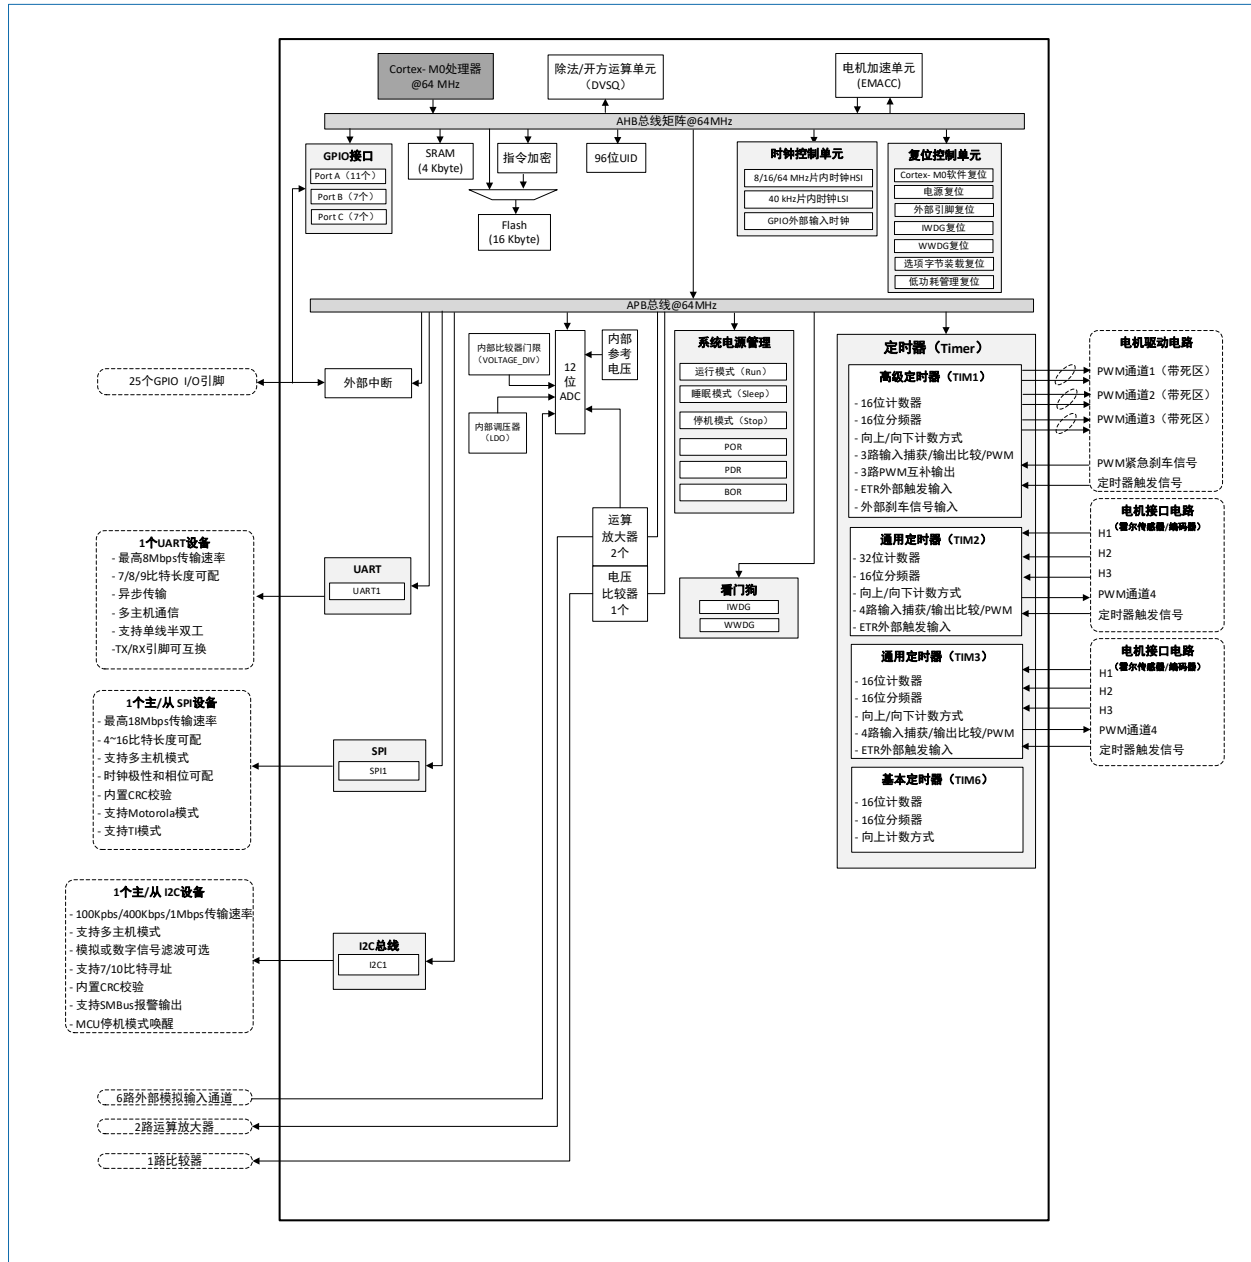 Cortex- M0处理器
@64 MHz
除法/开方运算单元
（DVSQ）
电机加速单元
(EMACC)
AHB总线矩阵@64MHz
GPIO接口
Port A（11个）
Port B（7个）
Port C（7个）
SRAM
(4 Kbyte)
指令加密
96位UID
Flash
(16 Kbyte)
时钟控制单元
8/16/64 MHz片内时钟HSI
40 kHz片内时钟LSI
GPIO外部输入时钟
复位控制单元
Cortex- M0软件复位
电源复位
外部引脚复位
IWDG复位
WWDG复位
选项字节装载复位
低功耗管理复位
APB总线@64MHz
25个GPIO I/O引脚
外部中断
内部比较器门限
（VOLTAGE_DIV）
内部调压器
（LDO）
12
位
ADC
内部
参考
电压
运算
放大器
2个
电压
比较器
1个
系统电源管理
运行模式（Run）
睡眠模式（Sleep）
停机模式（Stop）
POR
PDR
BOR
看门狗
IWDG
WWDG
定时器（Timer）
高级定时器（TIM1）
- 16位计数器
- 16位分频器
- 向上/向下计数方式
- 3路输入捕获/输出比较/PWM
- 3路PWM互补输出
- ETR外部触发输入
- 外部刹车信号输入
通用定时器（TIM2）
- 32位计数器
- 16位分频器
- 向上/向下计数方式
- 4路输入捕获/输出比较/PWM
- ETR外部触发输入
通用定时器（TIM3）
- 16位计数器
- 16位分频器
- 向上/向下计数方式
- 4路输入捕获/输出比较/PWM
- ETR外部触发输入
基本定时器（TIM6）
- 16位计数器
- 16位分频器
- 向上计数方式
电机驱动电路
PWM通道1（带死区）
PWM通道2（带死区）
PWM通道3（带死区）
PWM紧急刹车信号
定时器触发信号
电机接口电路
（霍尔传感器/编码器）
H1
H2
H3
PWM通道4
定时器触发信号
电机接口电路
（霍尔传感器/编码器）
H1
H2
H3
PWM通道4
定时器触发信号
1个UART设备
- 最高8Mbps传输速率
- 7/8/9比特长度可配
- 异步传输
- 多主机通信
- 支持单线半双工
-TX/RX引脚可互换
UART
UART1
1个主/从 SPI设备
- 最高18Mbps传输速率
- 4~16比特长度可配
- 支持多主机模式
- 时钟极性和相位可配
- 内置CRC校验
- 支持Motorola模式
- 支持TI模式
SPI
SPI1
1个主/从 I2C设备
- 100Kpbs/400Kbps/1Mbps传输速率
- 支持多主机模式
- 模拟或数字信号滤波可选
- 支持7/10比特寻址
- 内置CRC校验
- 支持SMBus报警输出
- MCU停机模式唤醒
I2C总线
I2C1
6路外部模拟输入通道
2路运算放大器
1路比较器